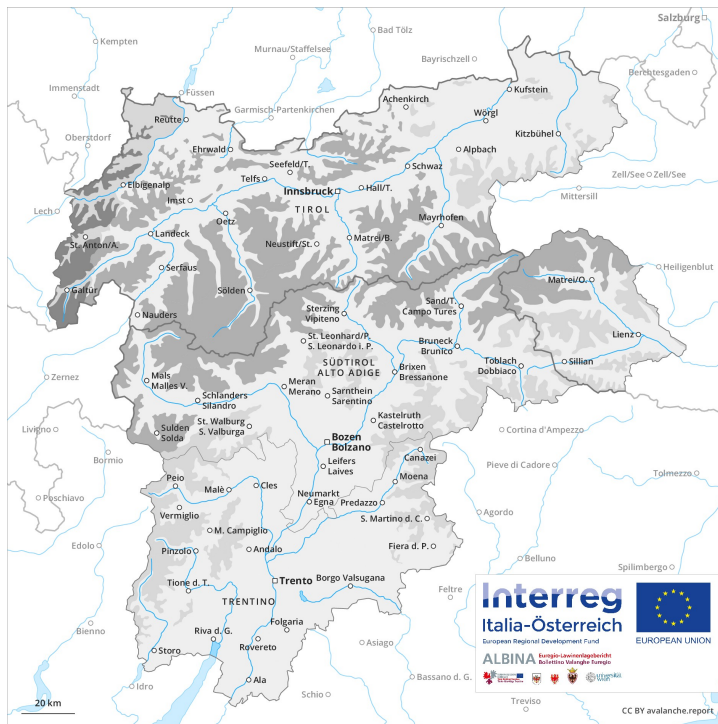 Salzburg
Kempten
Bad Tölz
Murnau/Staffelsee
Bayrischzell
Berchtesgaden
Immenstadt
Füssen
Kufstein
Achenkirch
Garmisch-Partenkirchen
Wörgl
Reutte
Kitzbühel
Oberstdorf
Ehrwald
Alpbach
Seefeld/T.
Schwaz
Telfs
Zell/See
Zell/See
Elbigenalp
Innsbruck
Hall/T.
Mittersill
Imst
TIROL
Lech
Oetz
Mayrhofen
Landeck
Matrei/B.
St. Anton/A.
Neustift/St.
Serfaus
Heiligenblut
Matrei/O.
Galtür
Sölden
Sand/T.
Campo Tures
Nauders
Sterzing
Vipiteno
St. Leonhard/P.
S. Leonardo i. P.
Bruneck
Brunico
Lienz
SÜDTIROL
ALTO ADIGE
Toblach
Dobbiaco
Sillian
Brixen
Bressanone
Zernez
Mals
Malles V.
Meran
Merano
Schlanders
Silandro
Sarnthein
Sarentino
Kastelruth
Castelrotto
St. Walburg
S. Valburga
Livigno
Sulden
Solda
Bozen
Bolzano
Cortina d'Ampezzo
Bormio
Leifers
Laives
Canazei
Pieve di Cadore
Tolmezzo
Peio
Malè
Cles
Moena
Poschiavo
Neumarkt
Egna
Predazzo
Vermiglio
Agordo
S. Martino d. C.
M. Campiglio
Edolo
Pinzolo
Andalo
Fiera d. P.
Belluno
Spilimbergo
Tione d. T.
Trento
Borgo Valsugana
Feltre
TRENTINO
Folgaria
Bienno
Riva d. G.
Rovereto
Asiago
Storo
Ala
Idro
Schio
Bassano d. G.
Treviso
Interreg
Italia-Österreich
European Regional Development Fund
EUROPEAN UNION
ALBINA
Euregio-Lawinenlagebericht
Bollettino Valanghe Euregio
universität
wien
20 km
CC BY avalanche.report